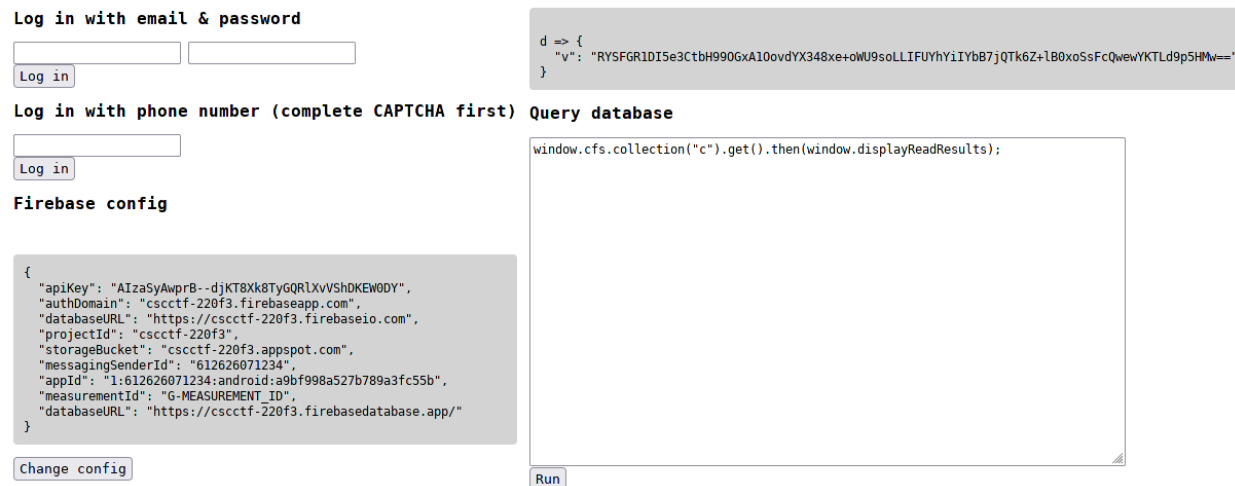 Log in with email & password
Log in
Log in with phone number (complete CAPTCHA first)
Log in
Firebase config
{
"apiKey": "AIzaSyAwprB--djKT8Xk8TyGQRlXvVShDKEW0DY",
"authDomain": "cscctf-220f3.firebaseapp.com",
"databaseURL": "https://cscctf-220f3.firebaseio.com",
"projectId": "cscctf-220f3",
"storageBucket": "cscctf-220f3.appspot.com",
"messagingSenderId": "612626071234",
"appId": "1:612626071234:android:a9bf998a527b789a3fc55b",
"measurementId": "G-MEASUREMENT_ID",
"databaseURL": "https://cscctf-220f3.firebasedatabase.app/"
}
Change config
d => {
"v": "RYSFGR1DI5e3CtbH99OGxA1OovdYX348xe+oWU9soLLIFUYhYiIYbB7jQTk6Z+lB0xoSsFcQwewYKTLd9p5HMw=="
}
Query database
window.cfs.collection("c").get().then(window.displayReadResults);
Run